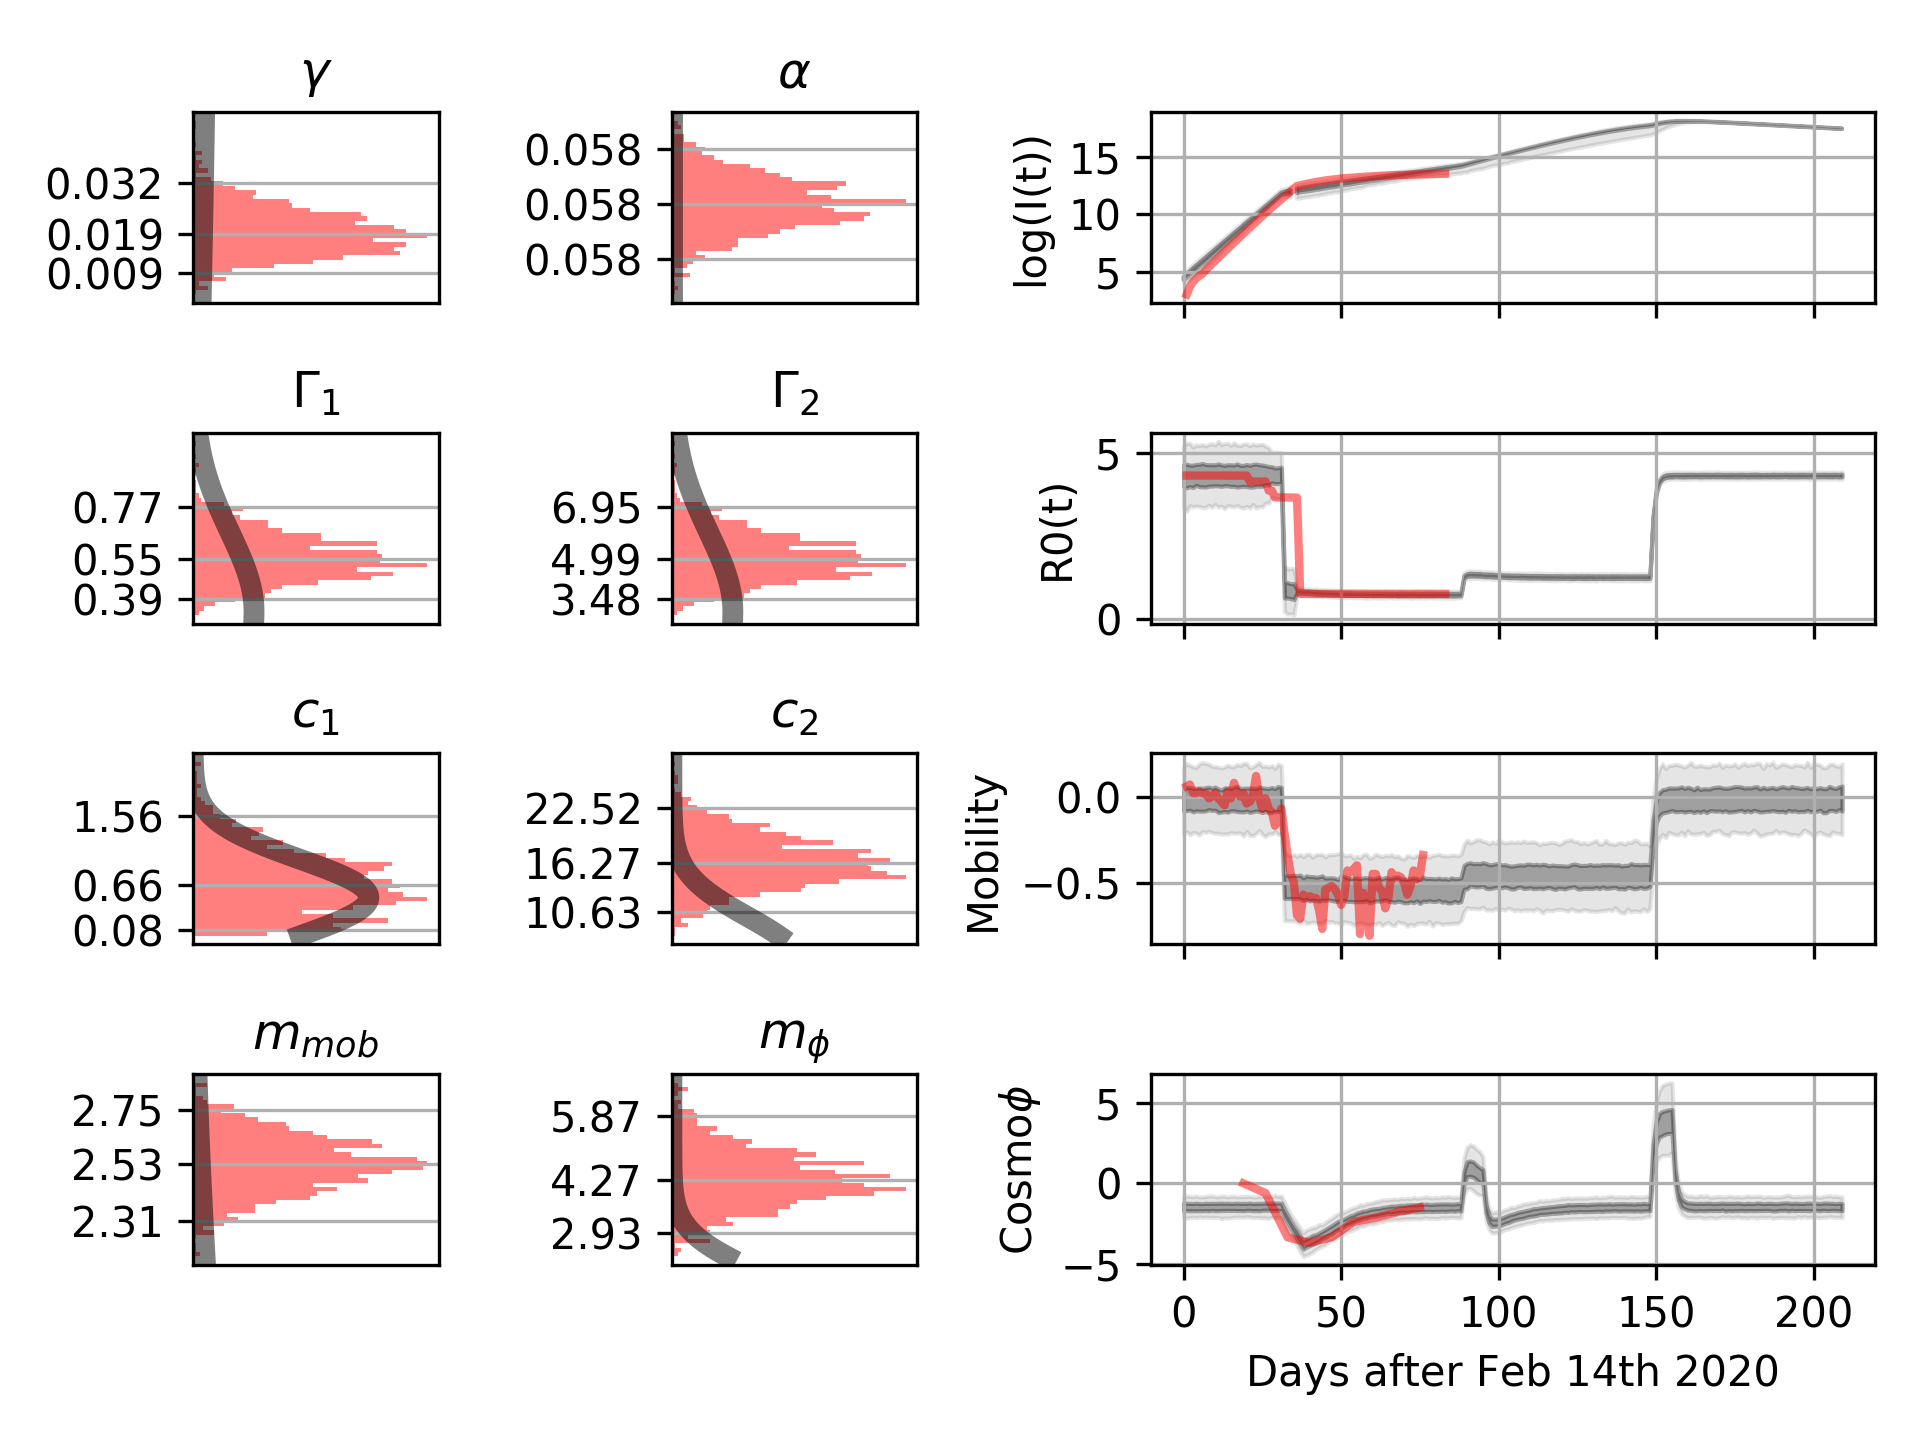 γ
0.032
0.019
0.009
α
0.058
0.058
0.058
log(I(t))
15
10
5
Γ1
0.77
0.55
0.39
Γ2
6.95
4.99
3.48
R0(t)
5
0
c1
1.56
0.66
0.08
c2
22.52
16.27
10.63
Mobility
0.0
−0.5
m_mob
2.75
2.53
2.31
m_ϕ
5.87
4.27
2.93
Cosmoϕ
5
0
−5
0 50 100 150 200
Days after Feb 14th 2020